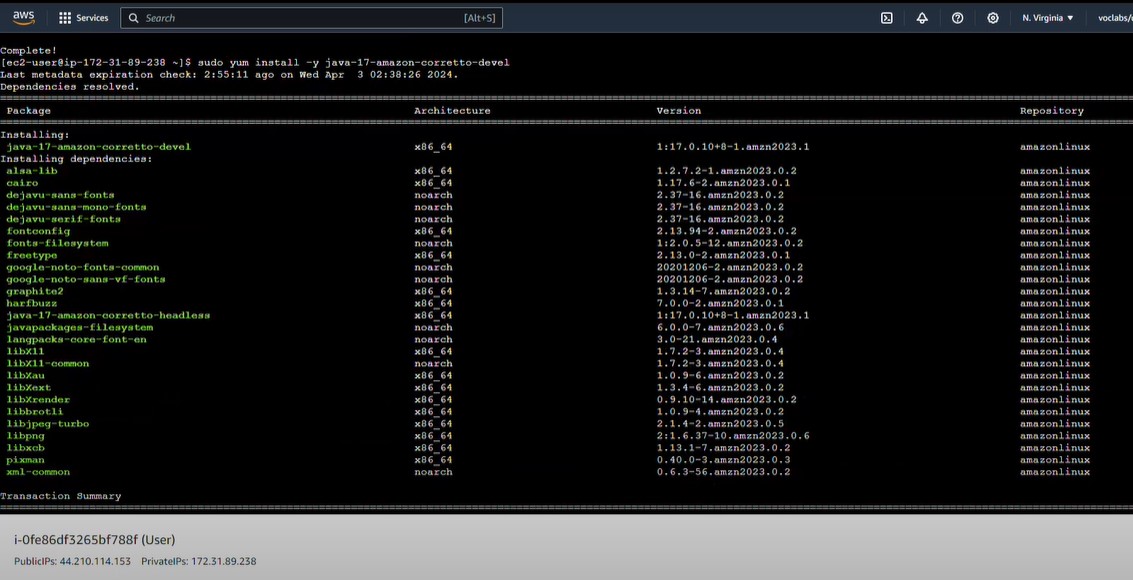 aws Services Search [Alt+S] N. Virginia voclabs/
Complete!
[ec2-user@ip-172-31-89-238 ~]$ sudo yum install -y java-17-amazon-corretto-devel
Last metadata expiration check: 2:55:11 ago on Wed Apr  3 02:38:26 2024.
Dependencies resolved.
Package Architecture Version Repository
Installing:
java-17-amazon-corretto-devel x86_64 1:17.0.10+8-1.amzn2023.1 amazonlinux
Installing dependencies:
alsa-lib x86_64 1.2.7.2-1.amzn2023.0.2 amazonlinux
cairo x86_64 1.17.6-2.amzn2023.0.1 amazonlinux
dejavu-sans-fonts noarch 2.37-16.amzn2023.0.2 amazonlinux
dejavu-sans-mono-fonts noarch 2.37-16.amzn2023.0.2 amazonlinux
dejavu-serif-fonts noarch 2.37-16.amzn2023.0.2 amazonlinux
fontconfig x86_64 2.13.94-2.amzn2023.0.2 amazonlinux
fonts-filesystem noarch 1:2.0.5-12.amzn2023.0.2 amazonlinux
freetype x86_64 2.13.0-2.amzn2023.0.1 amazonlinux
google-noto-fonts-common noarch 20201206-2.amzn2023.0.2 amazonlinux
google-noto-sans-vf-fonts noarch 20201206-2.amzn2023.0.2 amazonlinux
graphite2 x86_64 1.3.14-7.amzn2023.0.2 amazonlinux
harfbuzz x86_64 7.0.0-2.amzn2023.0.1 amazonlinux
java-17-amazon-corretto-headless x86_64 1:17.0.10+8-1.amzn2023.1 amazonlinux
javapackages-filesystem noarch 6.0.0-7.amzn2023.0.6 amazonlinux
langpacks-core-font-en noarch 3.0-21.amzn2023.0.4 amazonlinux
libX11 x86_64 1.7.2-3.amzn2023.0.4 amazonlinux
libX11-common noarch 1.7.2-3.amzn2023.0.4 amazonlinux
libXau x86_64 1.0.9-6.amzn2023.0.2 amazonlinux
libXext x86_64 1.3.4-6.amzn2023.0.2 amazonlinux
libXrender x86_64 0.9.10-14.amzn2023.0.2 amazonlinux
libbrotli x86_64 1.0.9-4.amzn2023.0.2 amazonlinux
libjpeg-turbo x86_64 2.1.4-2.amzn2023.0.5 amazonlinux
libpng x86_64 2:1.6.37-10.amzn2023.0.6 amazonlinux
libxcb x86_64 1.13.1-7.amzn2023.0.2 amazonlinux
pixman x86_64 0.40.0-3.amzn2023.0.3 amazonlinux
xml-common noarch 0.6.3-56.amzn2023.0.2 amazonlinux
Transaction Summary
i-0fe86df3265bf788f (User)
PublicIPs: 44.210.114.153 PrivateIPs: 172.31.89.238